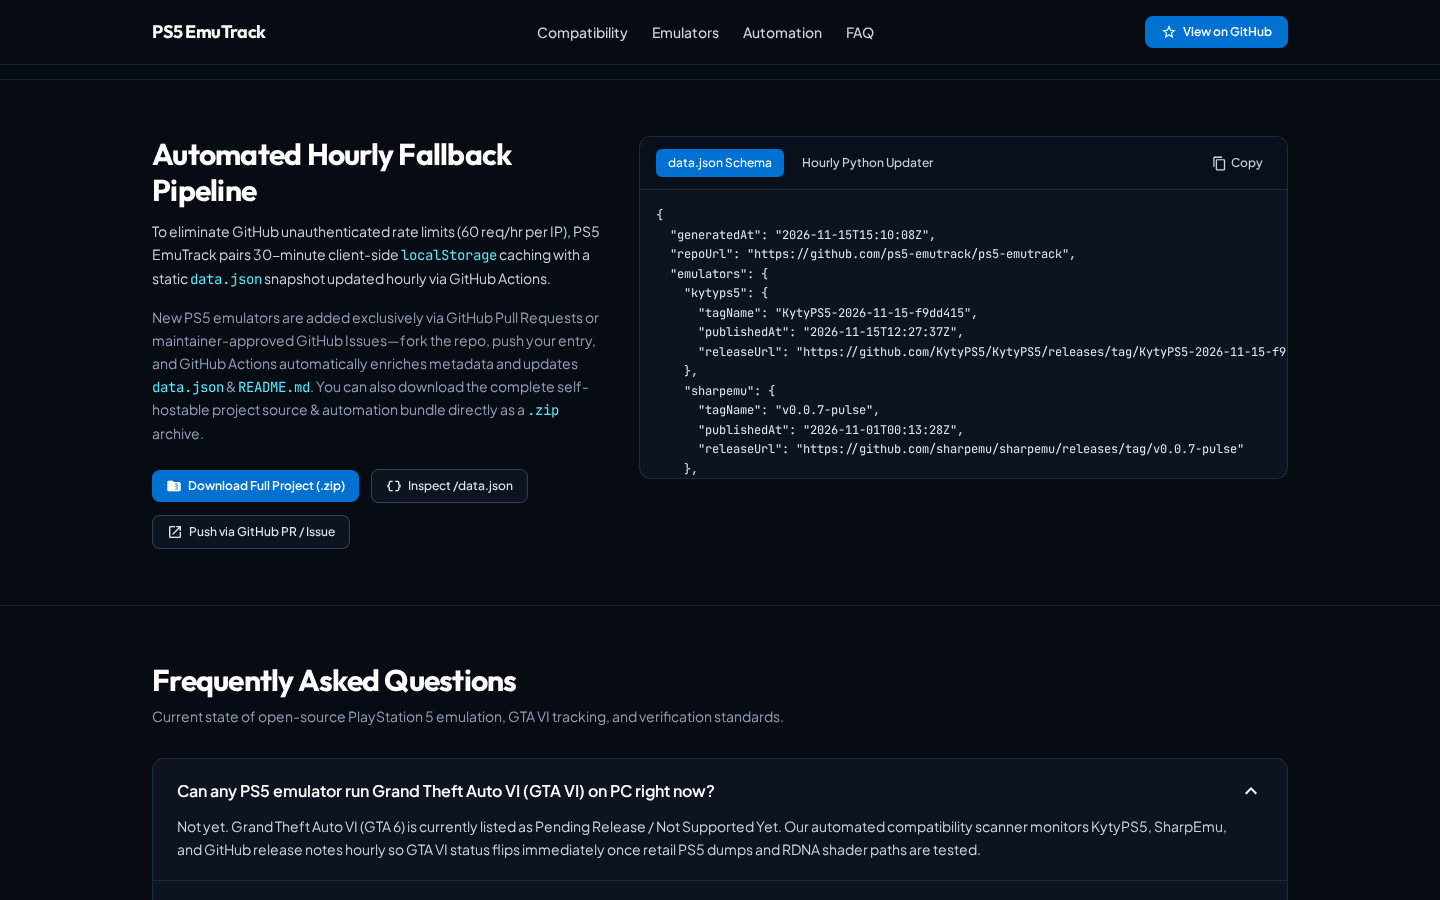 PS5 EmuTrack
Compatibility
Emulators
Automation
FAQ
View on GitHub
Automated Hourly Fallback
Pipeline
To eliminate GitHub unauthenticated rate limits (60 req/hr per IP), PS5
EmuTrack pairs 30-minute client-side localStorage caching with a
static data.json snapshot updated hourly via GitHub Actions.
New PS5 emulators are added exclusively via GitHub Pull Requests or
maintainer-approved GitHub Issues—fork the repo, push your entry,
and GitHub Actions automatically enriches metadata and updates
data.json & README.md. You can also download the complete self-
hostable project source & automation bundle directly as a .zip
archive.
Download Full Project (.zip)
Inspect /data.json
Push via GitHub PR / Issue
data.json Schema
Hourly Python Updater
Copy
{
  "generatedAt": "2026-11-15T15:10:08Z",
  "repoUrl": "https://github.com/ps5-emutrack/ps5-emutrack",
  "emulators": {
    "kytyps5": {
      "tagName": "KytyPS5-2026-11-15-f9dd415",
      "publishedAt": "2026-11-15T12:27:37Z",
      "releaseUrl": "https://github.com/KytyPS5/KytyPS5/releases/tag/KytyPS5-2026-11-15-f9
    },
    "sharpemu": {
      "tagName": "v0.0.7-pulse",
      "publishedAt": "2026-11-01T00:13:28Z",
      "releaseUrl": "https://github.com/sharpemu/sharpemu/releases/tag/v0.0.7-pulse"
    },
Frequently Asked Questions
Current state of open-source PlayStation 5 emulation, GTA VI tracking, and verification standards.
Can any PS5 emulator run Grand Theft Auto VI (GTA VI) on PC right now?
Not yet. Grand Theft Auto VI (GTA 6) is currently listed as Pending Release / Not Supported Yet. Our automated compatibility scanner monitors KytyPS5, SharpEmu,
and GitHub release notes hourly so GTA VI status flips immediately once retail PS5 dumps and RDNA shader paths are tested.